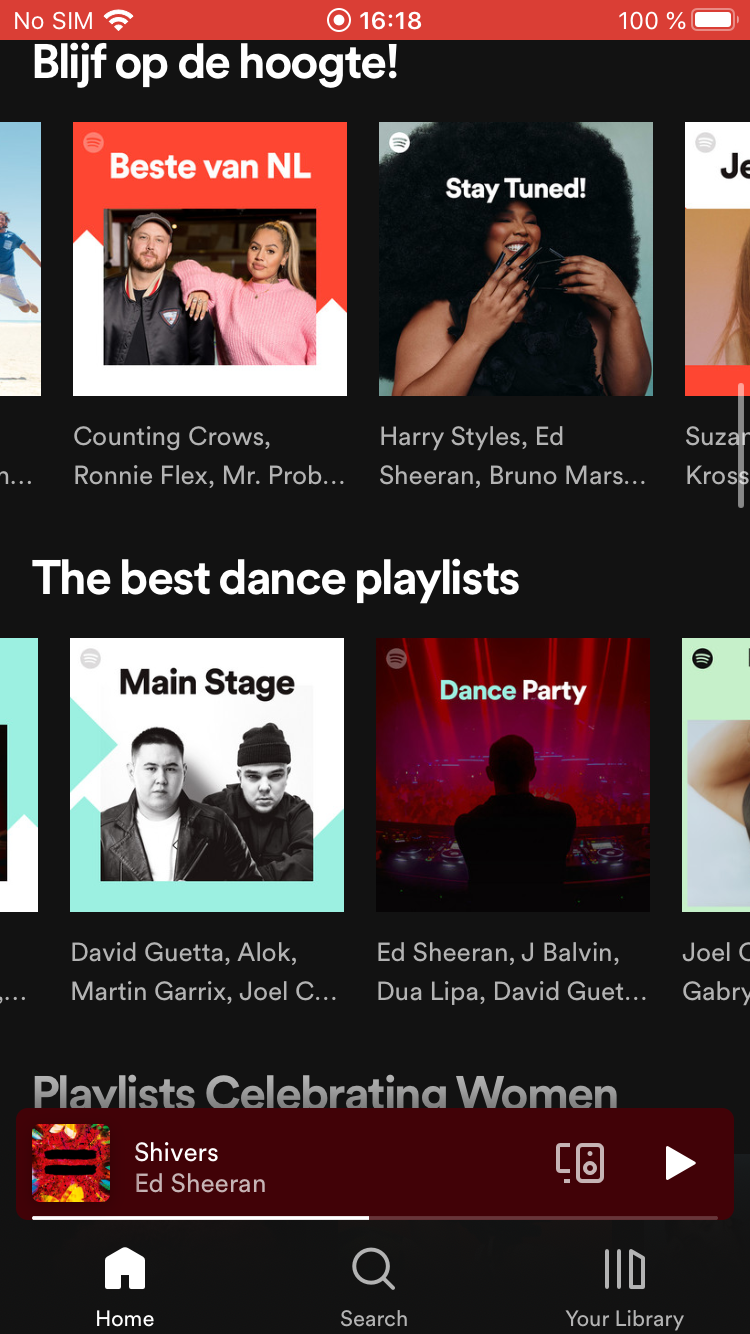 No SIM 16:18 100 %
Blijf op de hoogte!
Beste van NL
Stay Tuned!
Je
Counting Crows,
Ronnie Flex, Mr. Prob...
Harry Styles, Ed
Sheeran, Bruno Mars...
Suzan
Kross
n...
The best dance playlists
Main Stage
Dance Party
David Guetta, Alok,
Martin Garrix, Joel C...
Ed Sheeran, J Balvin,
Dua Lipa, David Guet...
Joel C
Gabry
,...
Playlists Celebrating Women
Shivers
Ed Sheeran
Home
Search
Your Library